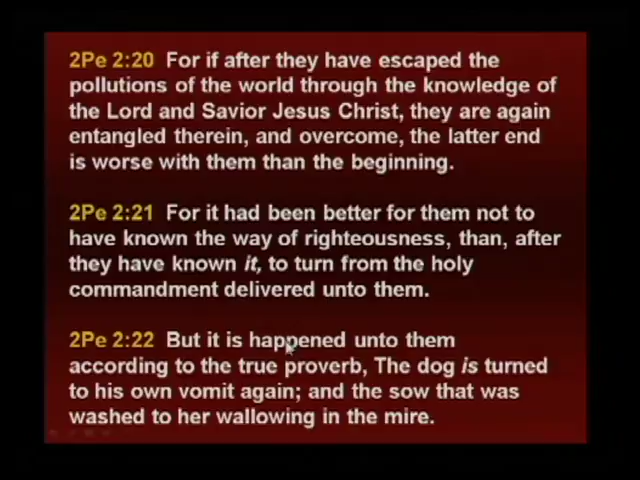 2Pe 2:20 For if after they have escaped the
pollutions of the world through the knowledge of
the Lord and Savior Jesus Christ, they are again
entangled therein, and overcome, the latter end
is worse with them than the beginning.
2Pe 2:21 For it had been better for them not to
have known the way of righteousness, than, after
they have known it, to turn from the holy
commandment delivered unto them.
2Pe 2:22 But it is happened unto them
according to the true proverb, The dog is turned
to his own vomit again; and the sow that was
washed to her wallowing in the mire.